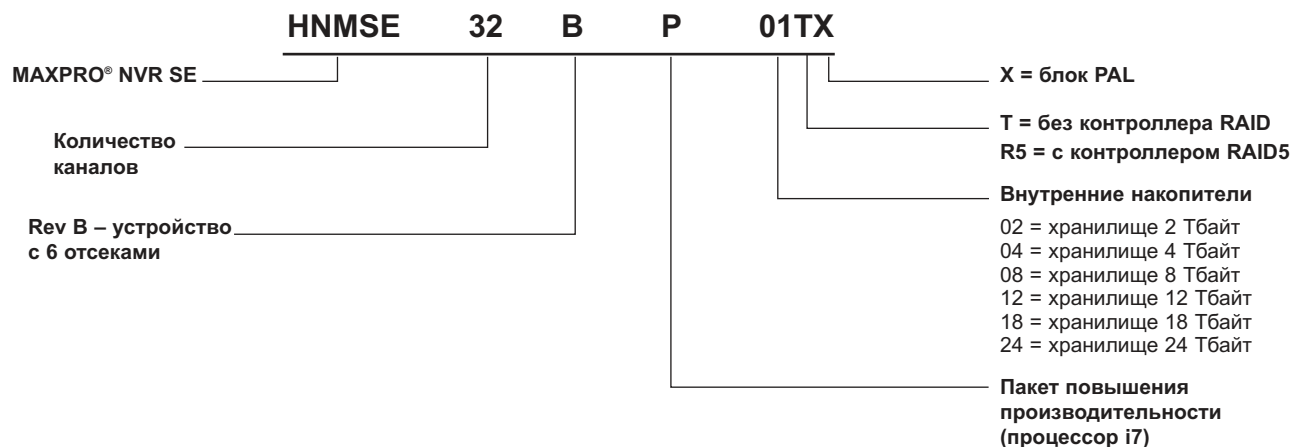 HNMSE 32 B P 01TX
MAXPRO® NVR SE
Количество
каналов
Rev B – устройство
с 6 отсеками
X = блок PAL
T = без контроллера RAID
R5 = с контроллером RAID5
Внутренние накопители
02 = хранилище 2 Тбайт
04 = хранилище 4 Тбайт
08 = хранилище 8 Тбайт
12 = хранилище 12 Тбайт
18 = хранилище 18 Тбайт
24 = хранилище 24 Тбайт
Пакет повышения
производительности
(процессор i7)